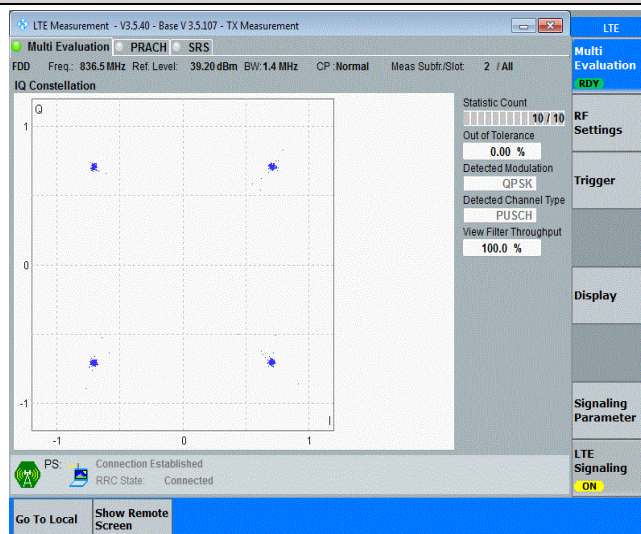 LTE Measurement - V3.5.40 - Base V 3.5.107 - TX Measurement
LTE
Multi Evaluation PRACH SRS
Multi
Evaluation
RDY
FDD Freq.: 836.5 MHz Ref. Level: 39.20 dBm BW: 1.4 MHz CP : Normal Meas Subfr./Slot: 2 / All
IQ Constellation
Q
1
0
-1
-1 0 1
I
Statistic Count
10 / 10
Out of Tolerance
0.00 %
Detected Modulation
QPSK
Detected Channel Type
PUSCH
View Filter Throughput
100.0 %
RF
Settings
Trigger
Display
Signaling
Parameter
LTE
Signaling
ON
PS: Connection Established
RRC State: Connected
Go To Local
Show Remote
Screen